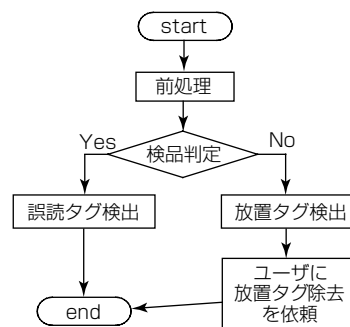 start
前処理
Yes
No
検品判定
誤読タグ検出
放置タグ検出
ユーザに
放置タグ除去
を依頼
end